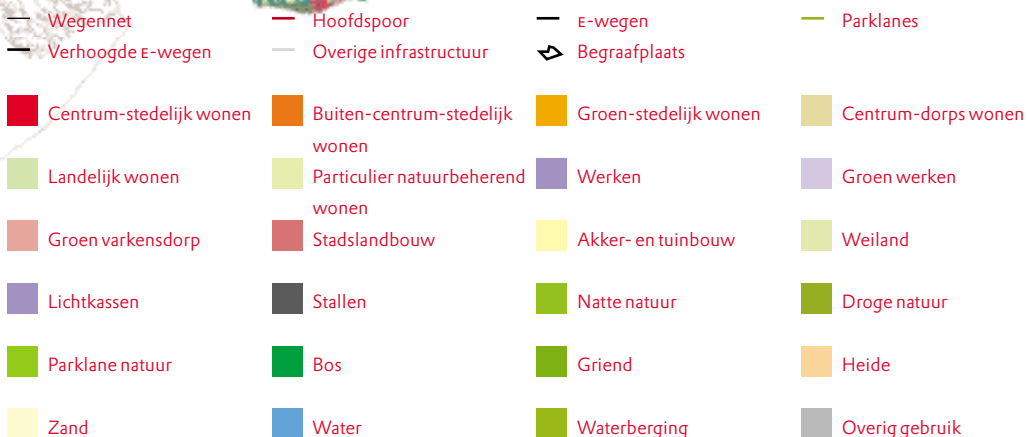 Wegennet
Hoofdspoor
E-wegen
Parklanes
Verhoogde E-wegen
Overige infrastructuur
Begraafplaats
Centrum-stedelijk wonen
Buiten-centrum-stedelijk
wonen
Groen-stedelijk wonen
Centrum-dorps wonen
Landelijk wonen
Particulier natuurbeherend
wonen
Werken
Groen werken
Groen varkensdorp
Stadslandbouw
Akker- en tuinbouw
Weiland
Lichtkassen
Stallen
Natte natuur
Droge natuur
Parklane natuur
Bos
Griend
Heide
Zand
Water
Waterberging
Overig gebruik